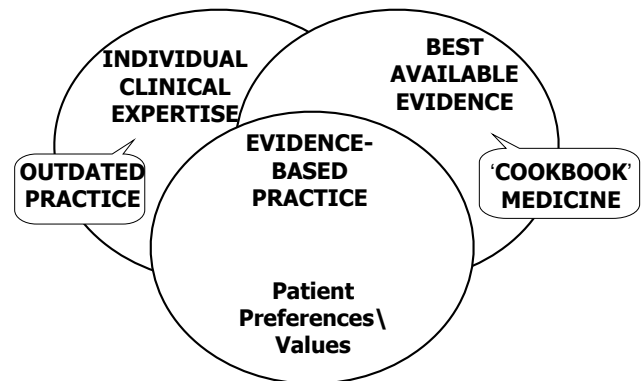 INDIVIDUAL
CLINICAL
EXPERTISE
BEST
AVAILABLE
EVIDENCE
EVIDENCE-
BASED
PRACTICE
OUTDATED
PRACTICE
‘COOKBOOK’
MEDICINE
Patient
Preferences\
Values